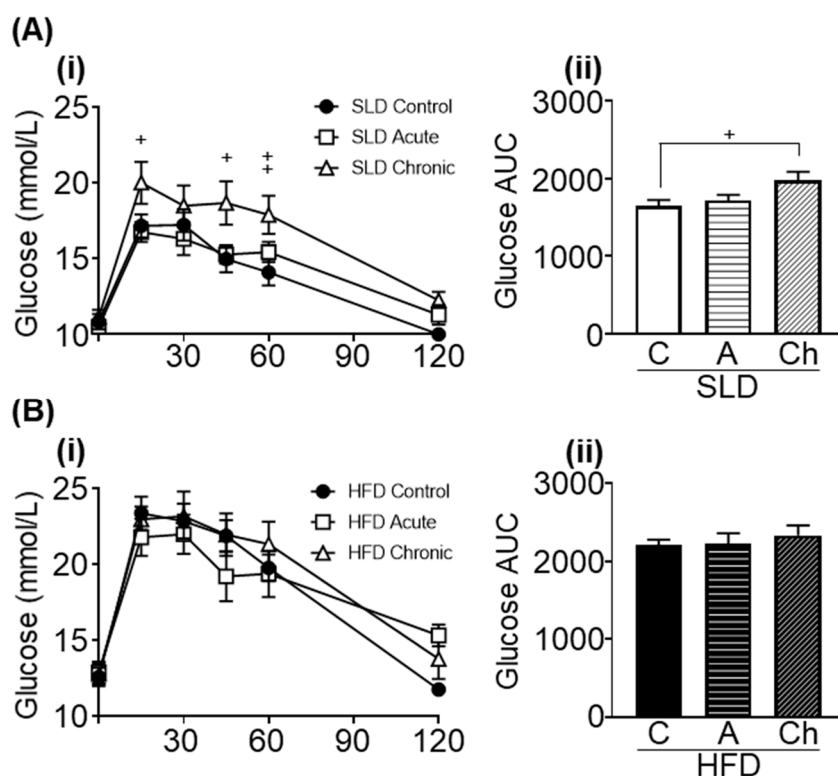 (A)
(i)
Glucose (mmol/L)
25
20
15
10
30 60 90 120
SLD Control
SLD Acute
SLD Chronic
+ + + +
(ii)
Glucose AUC
3000
2000
1000
0
+
C A Ch
SLD
(B)
(i)
Glucose (mmol/L)
25
20
15
10
30 60 90 120
HFD Control
HFD Acute
HFD Chronic
(ii)
Glucose AUC
3000
2000
1000
0
C A Ch
HFD